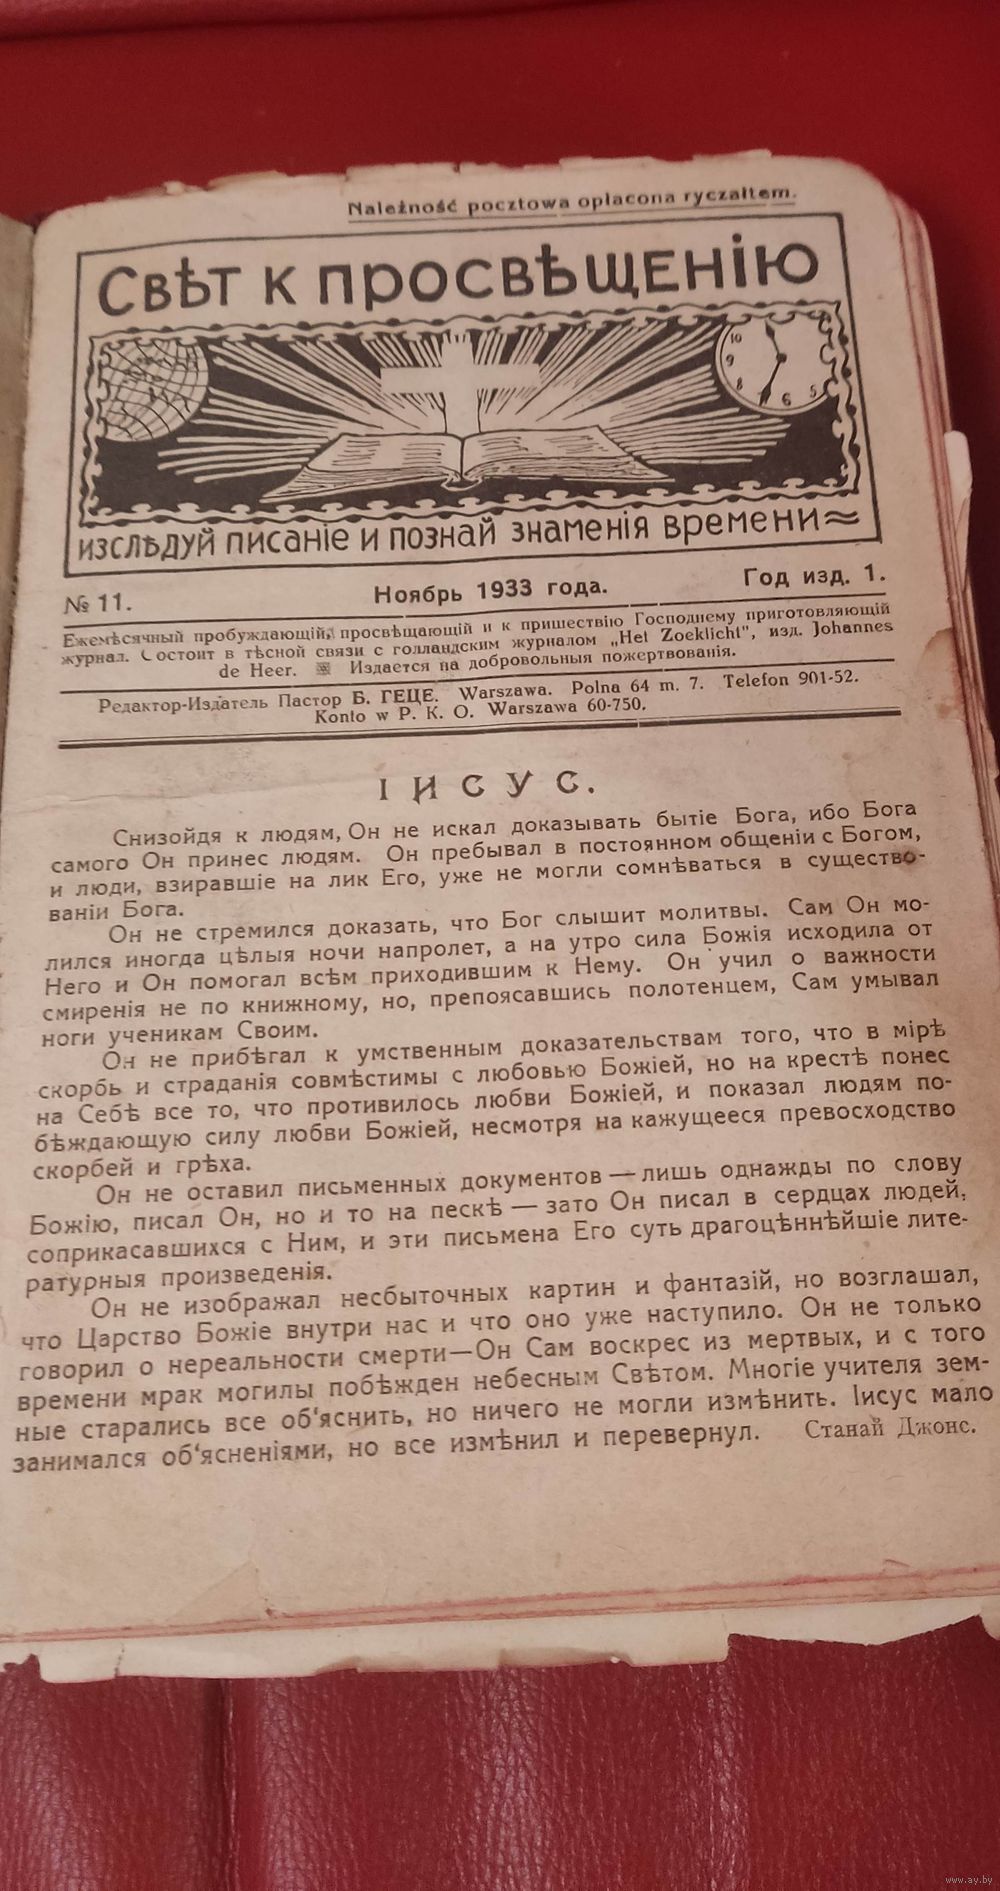 Należność pocztowa opłacona ryczałtem.
Свѣт к просвѣщенію
10
9
8
7
6
5
изслѣдуй писаніе и познай знаменія времени
№ 11. Ноябрь 1933 года. Год изд. 1.
Ежемѣсячный пробуждающій, просвѣщающій и к пришествію Господнему приготовляющій
журнал. Состоит в тѣсной связи с голландским журналом „Het Zoeklicht", изд. Johannes
de Heer. Издается на добровольныя пожертвованія.
Редактор-Издатель Пастор Б. ГЕЦЕ. Warszawa. Polna 64 m. 7. Telefon 901-52.
Konto w P. K. O. Warszawa 60-750.
ІИСУС.
Снизойдя к людям, Он не искал доказывать бытіе Бога, ибо Бога
самого Он принес людям. Он пребывал в постоянном общеніи с Богом,
и люди, взиравшіе на лик Его, уже не могли сомнѣваться в существо-
ваніи Бога.
Он не стремился доказать, что Бог слышит молитвы. Сам Он мо-
лился иногда цѣлыя ночи напролет, а на утро сила Божія исходила от
Него и Он помогал всѣм приходившим к Нему. Он учил о важности
смиренія не по книжному, но, препоясавшись полотенцем, Сам умывал
ноги ученикам Своим.
Он не прибѣгал к умственным доказательствам того, что в мірѣ
скорбь и страданія совмѣстимы с любовью Божіей, но на крестѣ понес
на Себѣ все то, что противилось любви Божіей, и показал людям по-
бѣждающую силу любви Божіей, несмотря на кажущееся превосходство
скорбей и грѣха.
Он не оставил письменных документов — лишь однажды по слову
Божію, писал Он, но и то на пескѣ — зато Он писал в сердцах людей,
соприкасавшихся с Ним, и эти письмена Его суть драгоцѣннѣйшіе лите-
ратурныя произведенія.
Он не изображал несбыточных картин и фантазій, но возглашал,
что Царство Божіе внутри нас и что оно уже наступило. Он не только
говорил о нереальности смерти—Он Сам воскрес из мертвых, и с того
времени мрак могилы побѣжден небесным Свѣтом. Многіе учителя зем-
ные старались все об'яснить, но ничего не могли измѣнить. Іисус мало
занимался об'ясненіями, но все измѣнил и перевернул. Станай Джонс.
www.ay.by